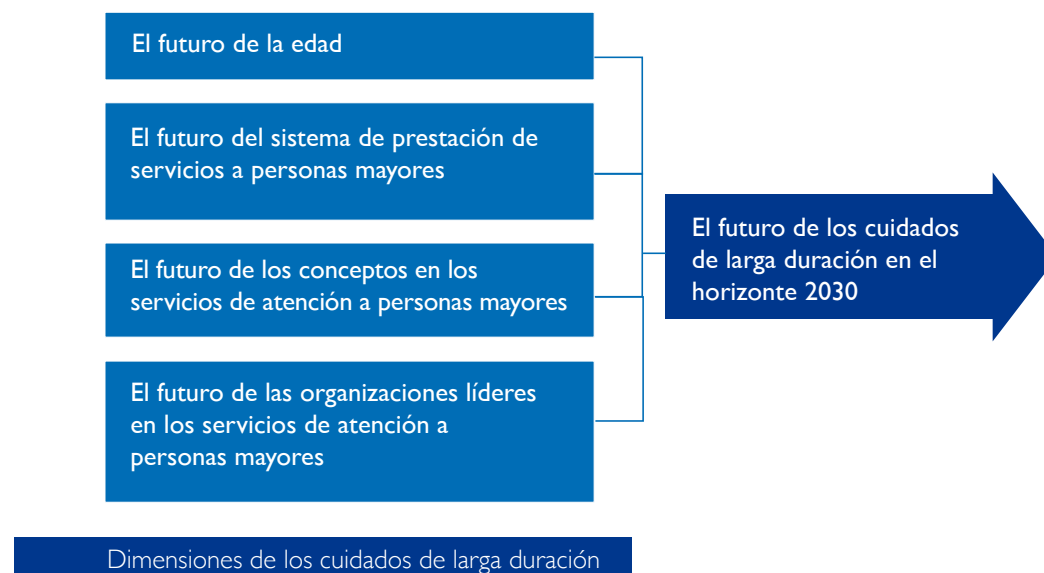 El futuro de la edad
El futuro del sistema de prestación de
servicios a personas mayores
El futuro de los conceptos en los
servicios de atención a personas mayores
El futuro de las organizaciones líderes
en los servicios de atención a
personas mayores
El futuro de los cuidados
de larga duración en el
horizonte 2030
Dimensiones de los cuidados de larga duración